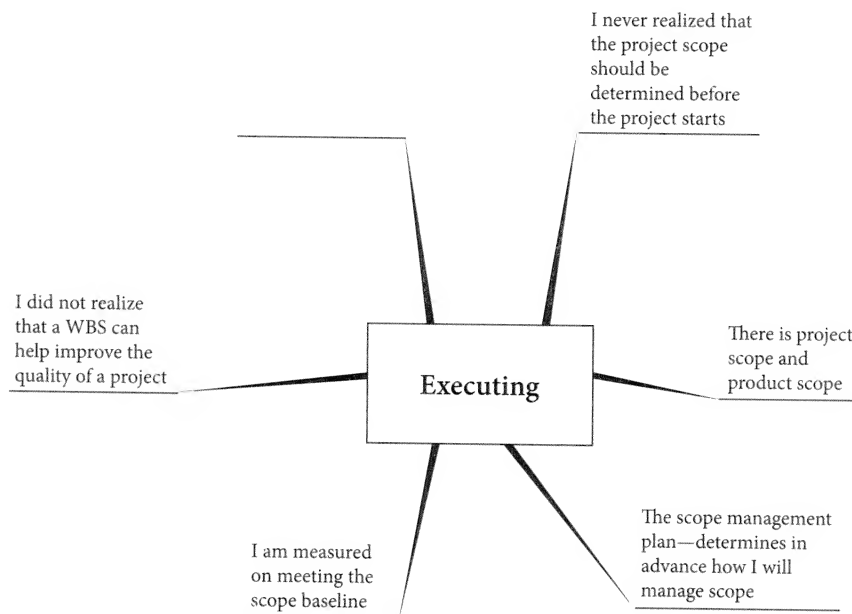 I never realized that
the project scope
should be
determined before
the project starts
I did not realize
that a WBS can
help improve the
quality of a project
Executing
There is project
scope and
product scope
I am measured
on meeting the
scope baseline
The scope management
plan—determines in
advance how I will
manage scope